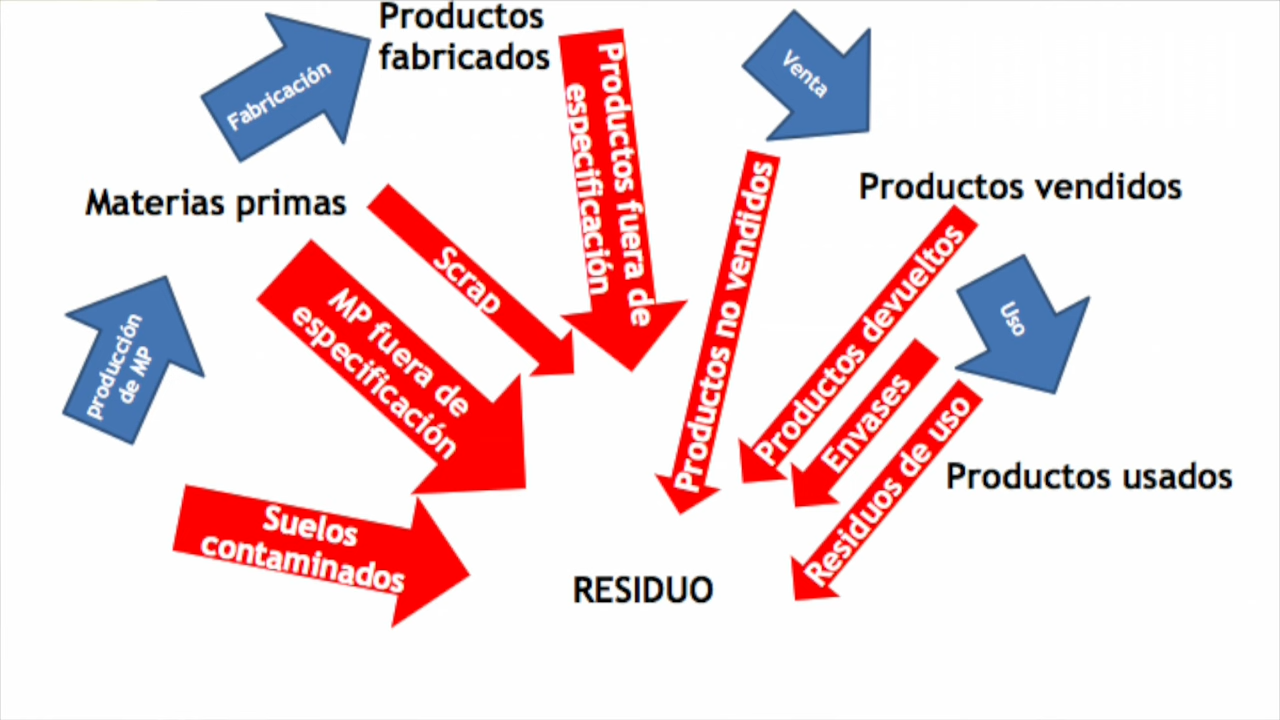 Productos
fabricados
Fabricación
Venta
Productos fuera de
especificación
Productos no vendidos
Productos vendidos
Materias primas
Scrap
MP fuera de
especificación
Productos devueltos
Uso
Envases
producción
de MP
Residuos de uso
Productos usados
Suelos
contaminados
RESIDUO